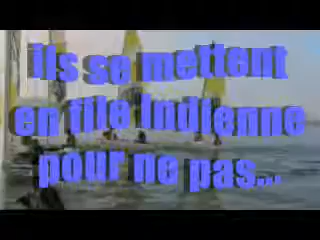 ils se mettent
en file indienne
pour ne pas...